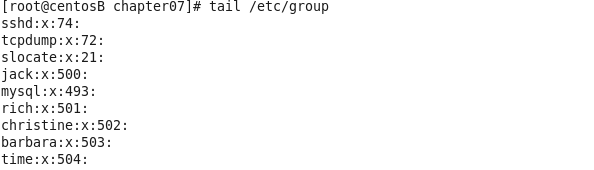 [root@centosB chapter07]# tail /etc/group
sshd:x:74:
tcpdump:x:72:
slocate:x:21:
jack:x:500:
mysql:x:493:
rich:x:501:
christine:x:502:
barbara:x:503:
time:x:504: